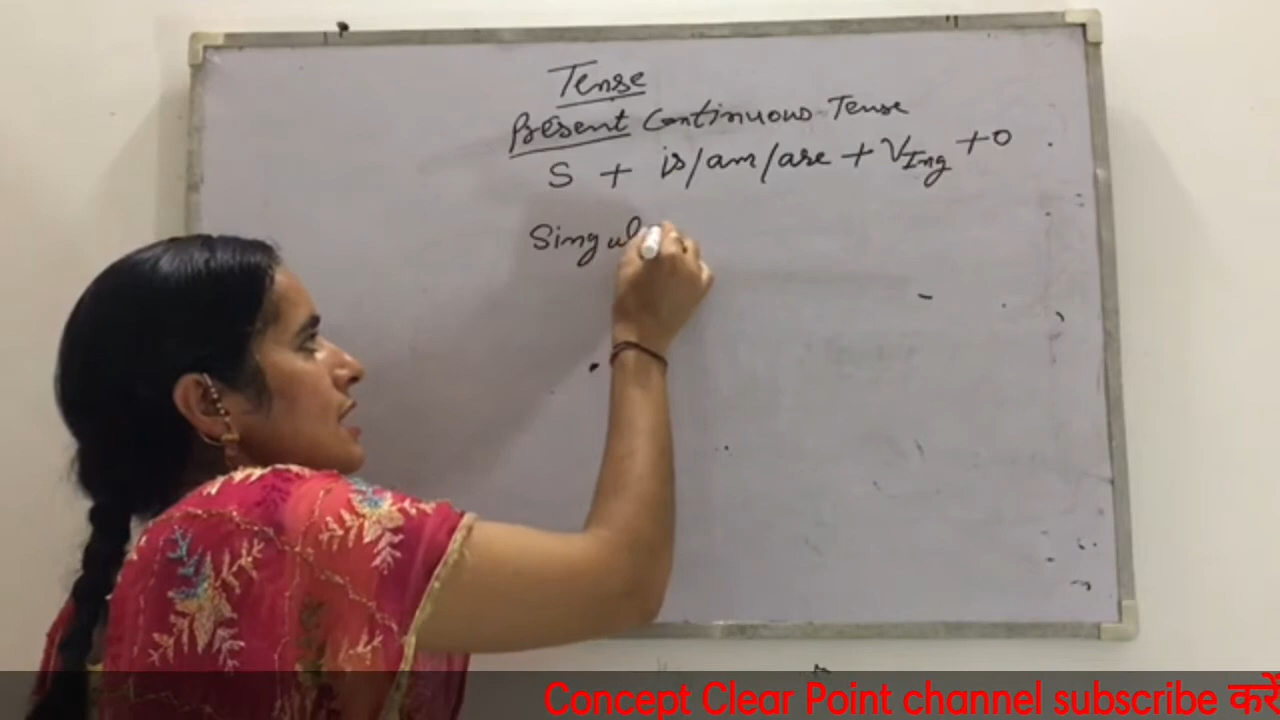 Tense
Present Continuous Tense
S + is/am/are + VIng + O
Singul
Concept Clear Point channel subscribe करें